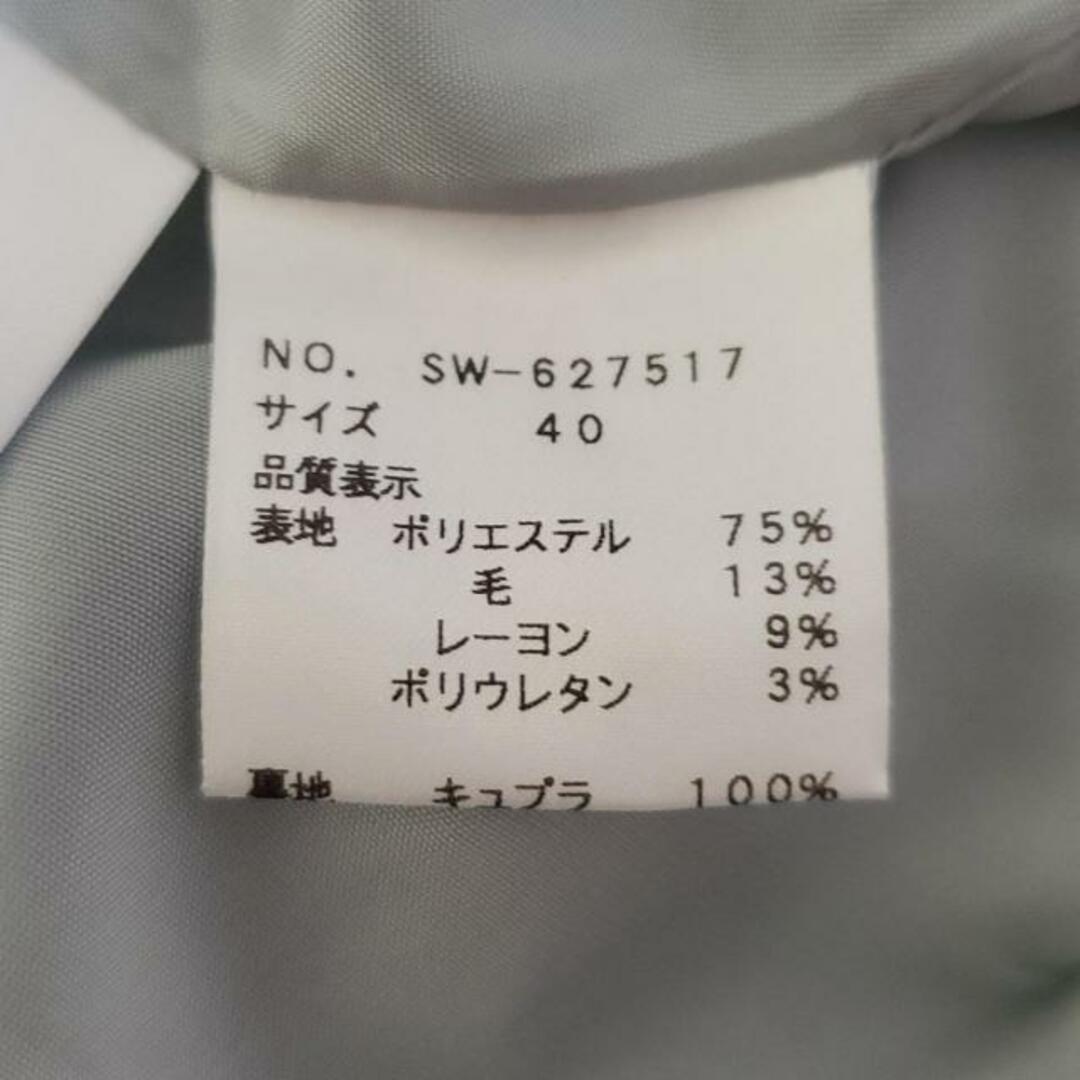 NO. SW-627517
サイズ 40
品質表示
表地 ポリエステル 75%
毛 13%
レーヨン 9%
ポリウレタン 3%
裏地 キュプラ 100%